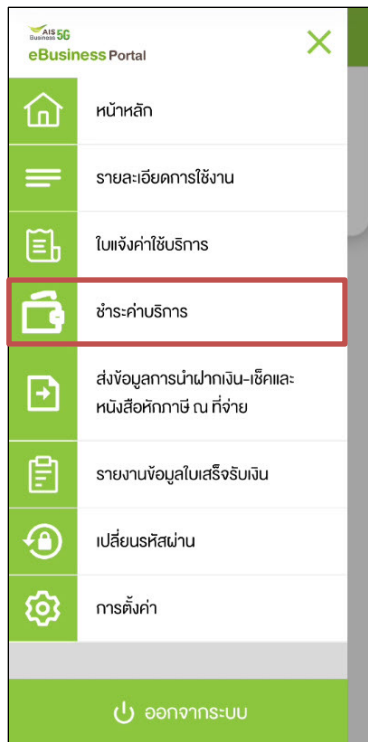 AIS 5G
Business
eBusiness Portal
หน้าหลัก
รายละเอียดการใช้งาน
ใบแจ้งค่าใช้บริการ
ชำระค่าบริการ
ส่งข้อมูลการนำฝากเงิน-เช็คและ
หนังสือหักภาษี ณ ที่จ่าย
รายงานข้อมูลใบเสร็จรับเงิน
เปลี่ยนรหัสผ่าน
การตั้งค่า
ออกจากระบบ